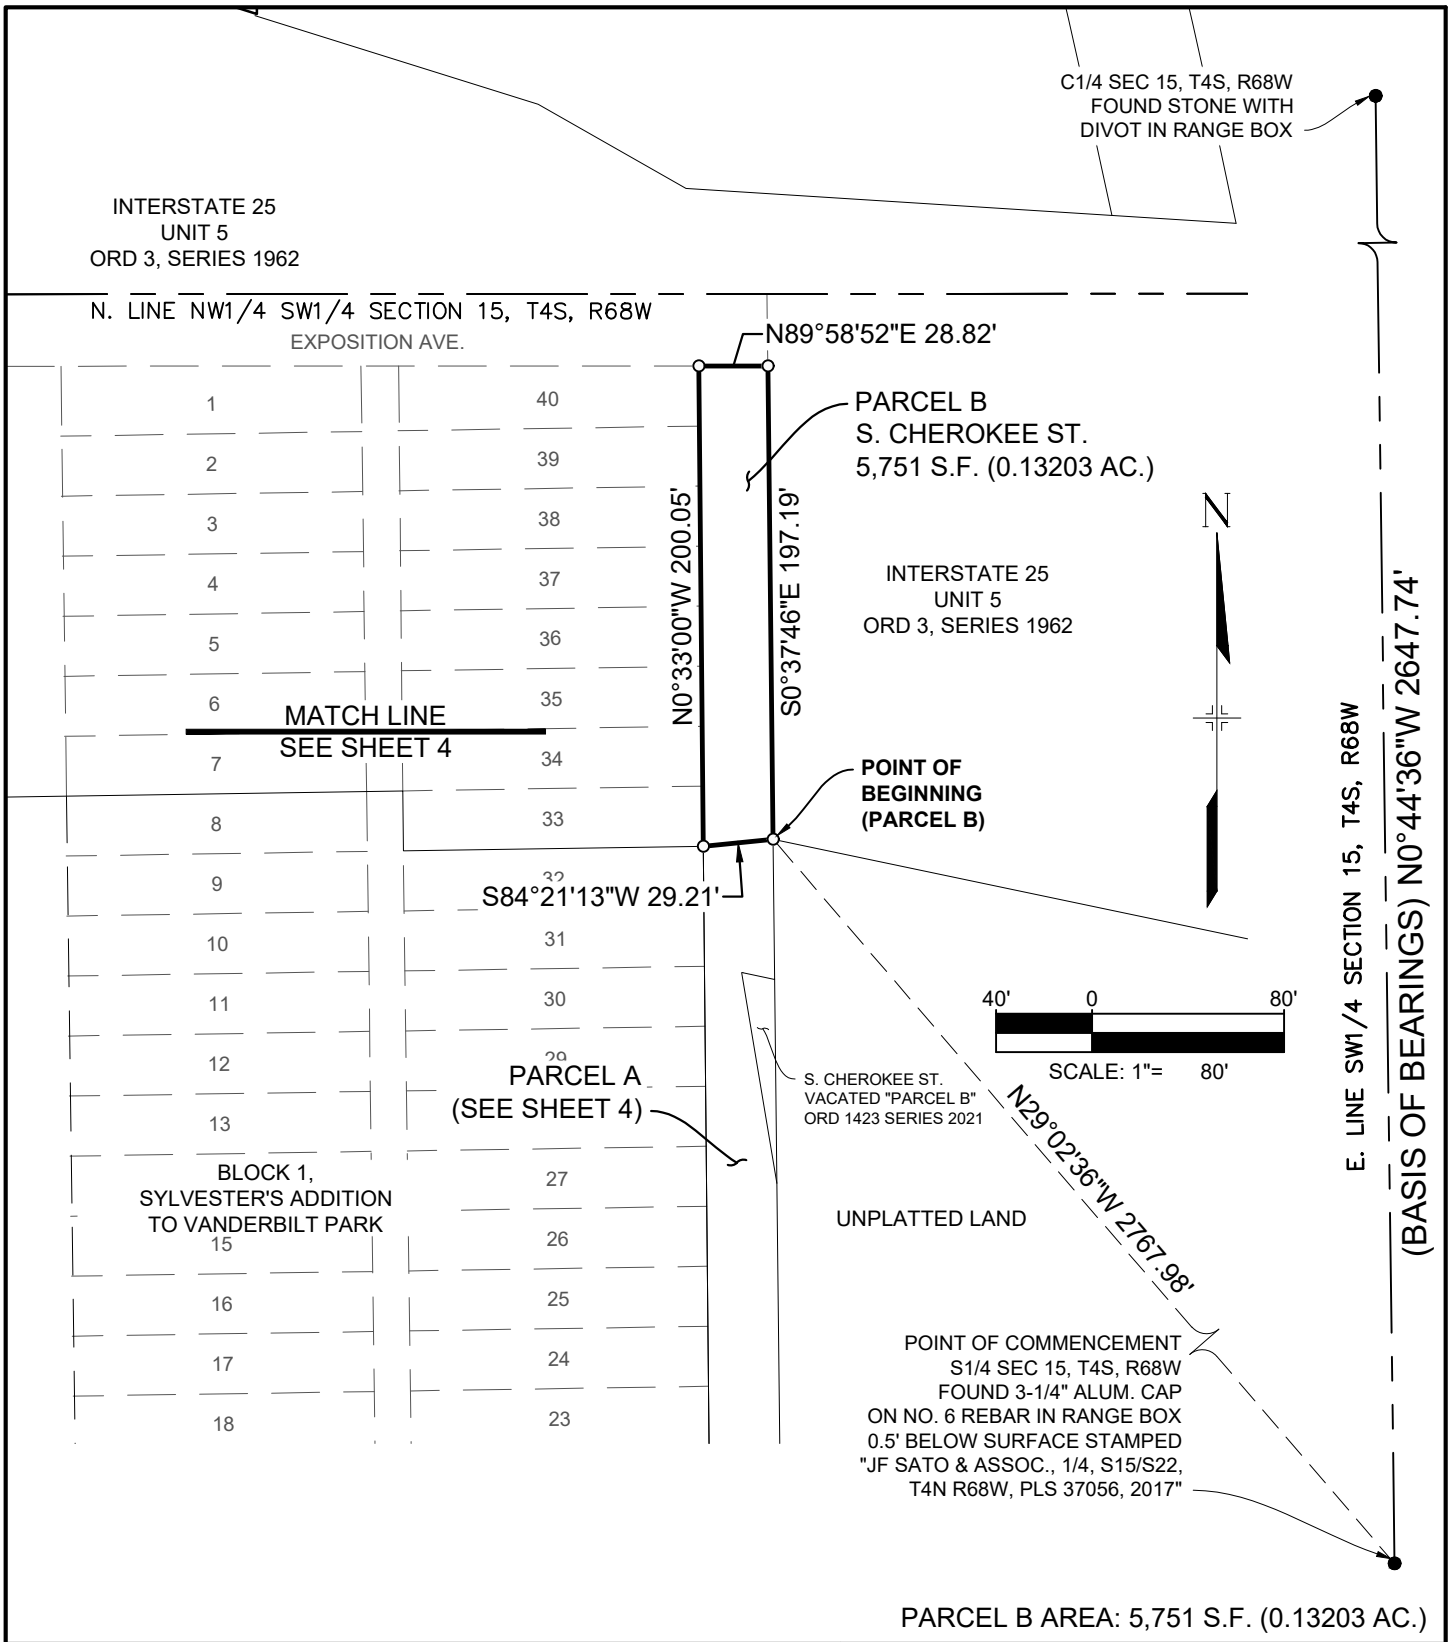 C1/4 SEC 15, T4S, R68W
FOUND STONE WITH
DIVOT IN RANGE BOX
INTERSTATE 25
UNIT 5
ORD 3, SERIES 1962
N. LINE NW1/4 SW1/4 SECTION 15, T4S, R68W
EXPOSITION AVE.
N89°58'52"E 28.82'
PARCEL B
S. CHEROKEE ST.
5,751 S.F. (0.13203 AC.)
1
2
3
4
5
6
7
8
9
10
11
12
13
15
16
17
18
40
39
38
37
36
35
34
33
32
31
30
29
27
26
25
24
23
N0°33'00"W 200.05'
S0°37'46"E 197.19'
N
INTERSTATE 25
UNIT 5
ORD 3, SERIES 1962
MATCH LINE
SEE SHEET 4
POINT OF
BEGINNING
(PARCEL B)
S84°21'13"W 29.21'
40' 0 80'
SCALE: 1"= 80'
PARCEL A
(SEE SHEET 4)
S. CHEROKEE ST.
VACATED "PARCEL B"
ORD 1423 SERIES 2021
BLOCK 1,
SYLVESTER'S ADDITION
TO VANDERBILT PARK
UNPLATTED LAND
N29°02'36"W 2767.98'
E. LINE SW1/4 SECTION 15, T4S, R68W
(BASIS OF BEARINGS) N0°44'36"W 2647.74'
POINT OF COMMENCEMENT
S1/4 SEC 15, T4S, R68W
FOUND 3-1/4" ALUM. CAP
ON NO. 6 REBAR IN RANGE BOX
0.5' BELOW SURFACE STAMPED
"JF SATO & ASSOC., 1/4, S15/S22,
T4N R68W, PLS 37056, 2017"
PARCEL B AREA: 5,751 S.F. (0.13203 AC.)